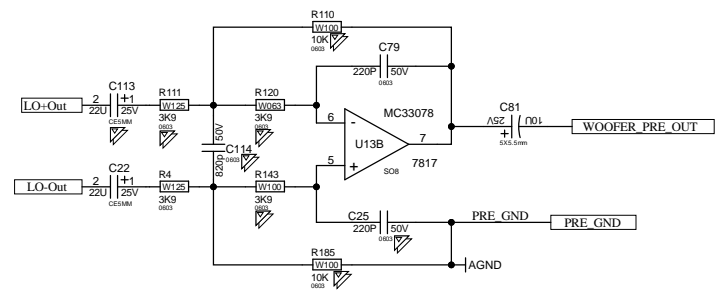 R110
W100
10K
0603
C79
220P 50V
0603
C113
LO+Out
2 +1
22U 25V
CE5MM
R111
W125
3K9
0603
R120
W063
3K9
0603
MC33078
6 -
U13B
7
5 +
SO8
7817
C81
25V 10U
+
5X5.5mm
WOOFER_PRE_OUT
50V
C114
0603
820p
C22
LO-Out
2 +1
22U 25V
CE5MM
R4
W125
3K9
0603
R143
W100
3K9
0603
C25
220P 50V
0603
PRE_GND
PRE_GND
R185
W100
10K
0603
AGND